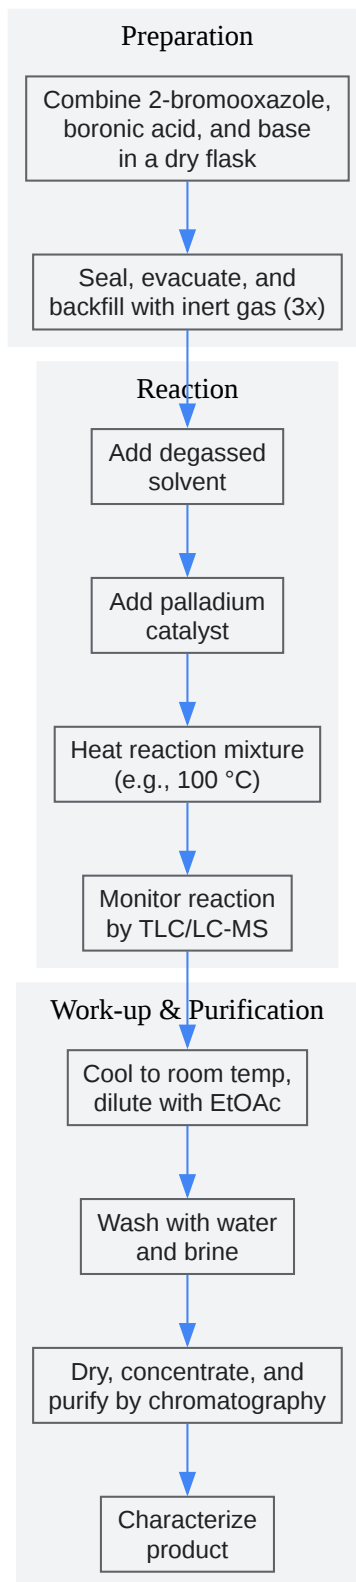 Preparation
Combine 2-bromooxazole,
boronic acid, and base
in a dry flask
Seal, evacuate, and
backfill with inert gas (3x)
Reaction
Add degassed
solvent
Add palladium
catalyst
Heat reaction mixture
(e.g., 100 °C)
Monitor reaction
by TLC/LC-MS
Work-up & Purification
Cool to room temp,
dilute with EtOAc
Wash with water
and brine
Dry, concentrate, and
purify by chromatography
Characterize
product